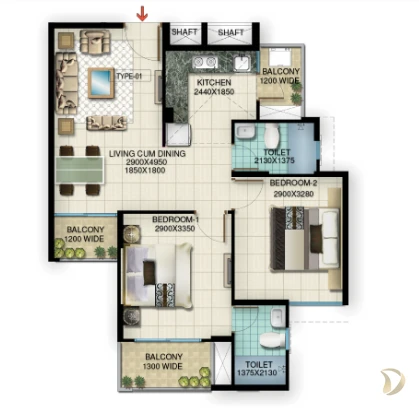 SHAFT
SHAFT
TYPE-01
KITCHEN
2440X1850
BALCONY
1200 WIDE
LIVING CUM DINING
2900X4950
1850X1800
TOILET
2130X1375
BEDROOM-2
2900X3280
BALCONY
1200 WIDE
BEDROOM-1
2900X3350
BALCONY
1300 WIDE
TOILET
1375X2130